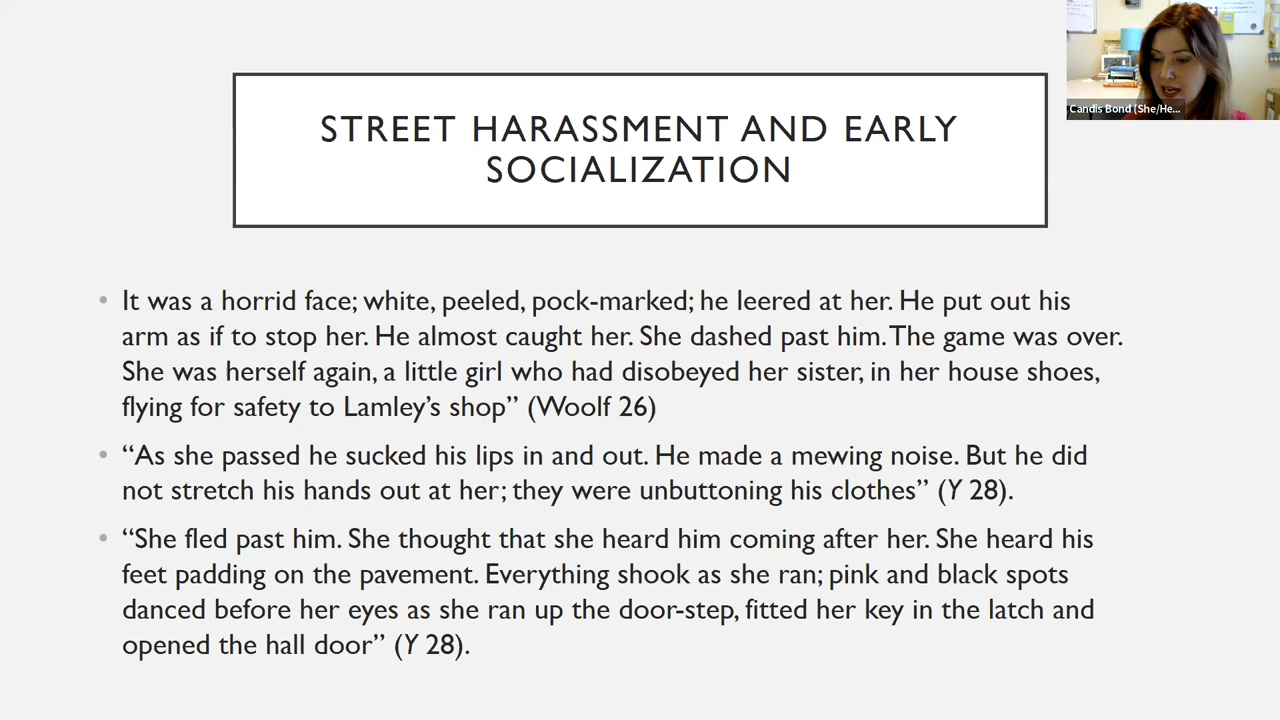 Candis Bond (She/He...
STREET HARASSMENT AND EARLY
SOCIALIZATION
• It was a horrid face; white, peeled, pock-marked; he leered at her. He put out his
arm as if to stop her. He almost caught her. She dashed past him. The game was over.
She was herself again, a little girl who had disobeyed her sister, in her house shoes,
flying for safety to Lamley’s shop” (Woolf 26)
• “As she passed he sucked his lips in and out. He made a mewing noise. But he did
not stretch his hands out at her; they were unbuttoning his clothes” (Y 28).
• “She fled past him. She thought that she heard him coming after her. She heard his
feet padding on the pavement. Everything shook as she ran; pink and black spots
danced before her eyes as she ran up the door-step, fitted her key in the latch and
opened the hall door” (Y 28).